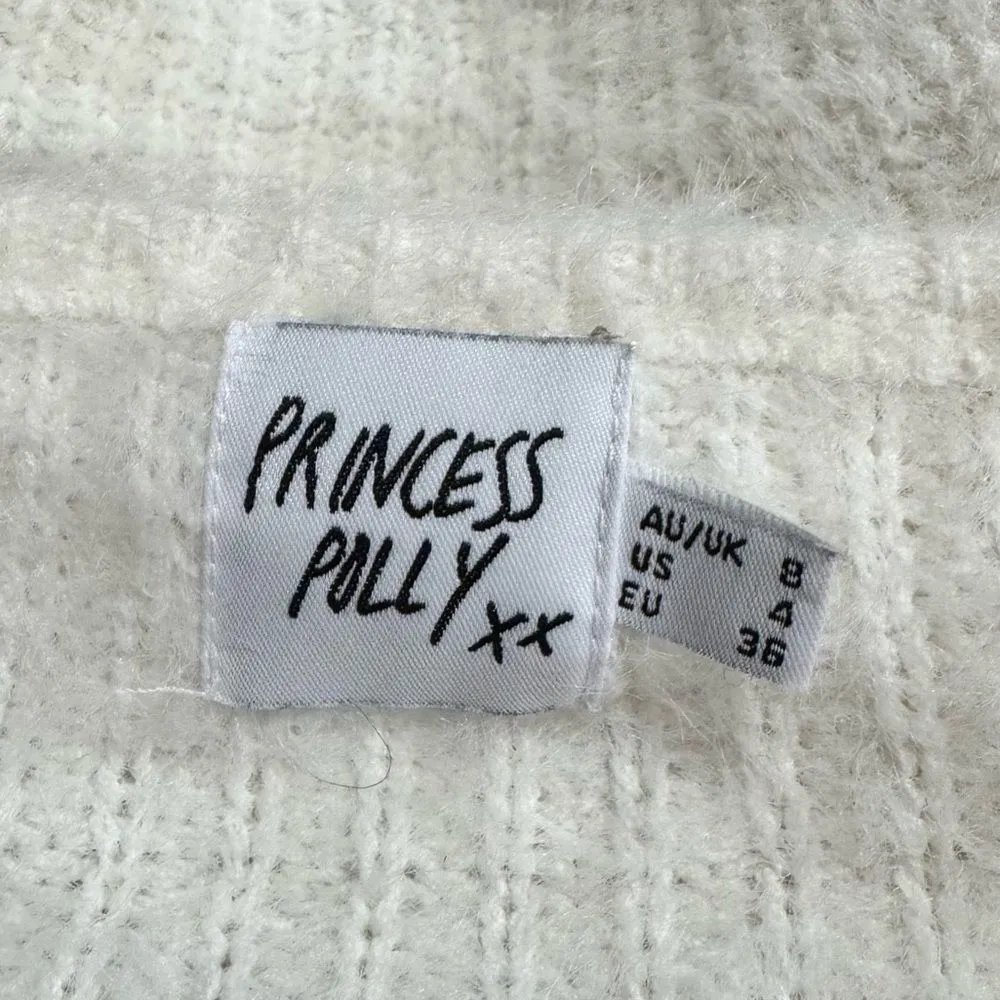 PRINCESS
POLLY xx
AU/UK 8
US 4
EU 36